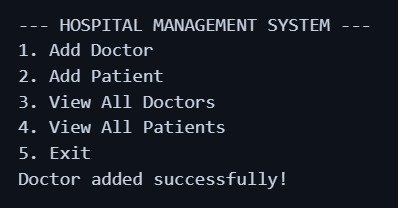 --- HOSPITAL MANAGEMENT SYSTEM ---
1. Add Doctor
2. Add Patient
3. View All Doctors
4. View All Patients
5. Exit
Doctor added successfully!